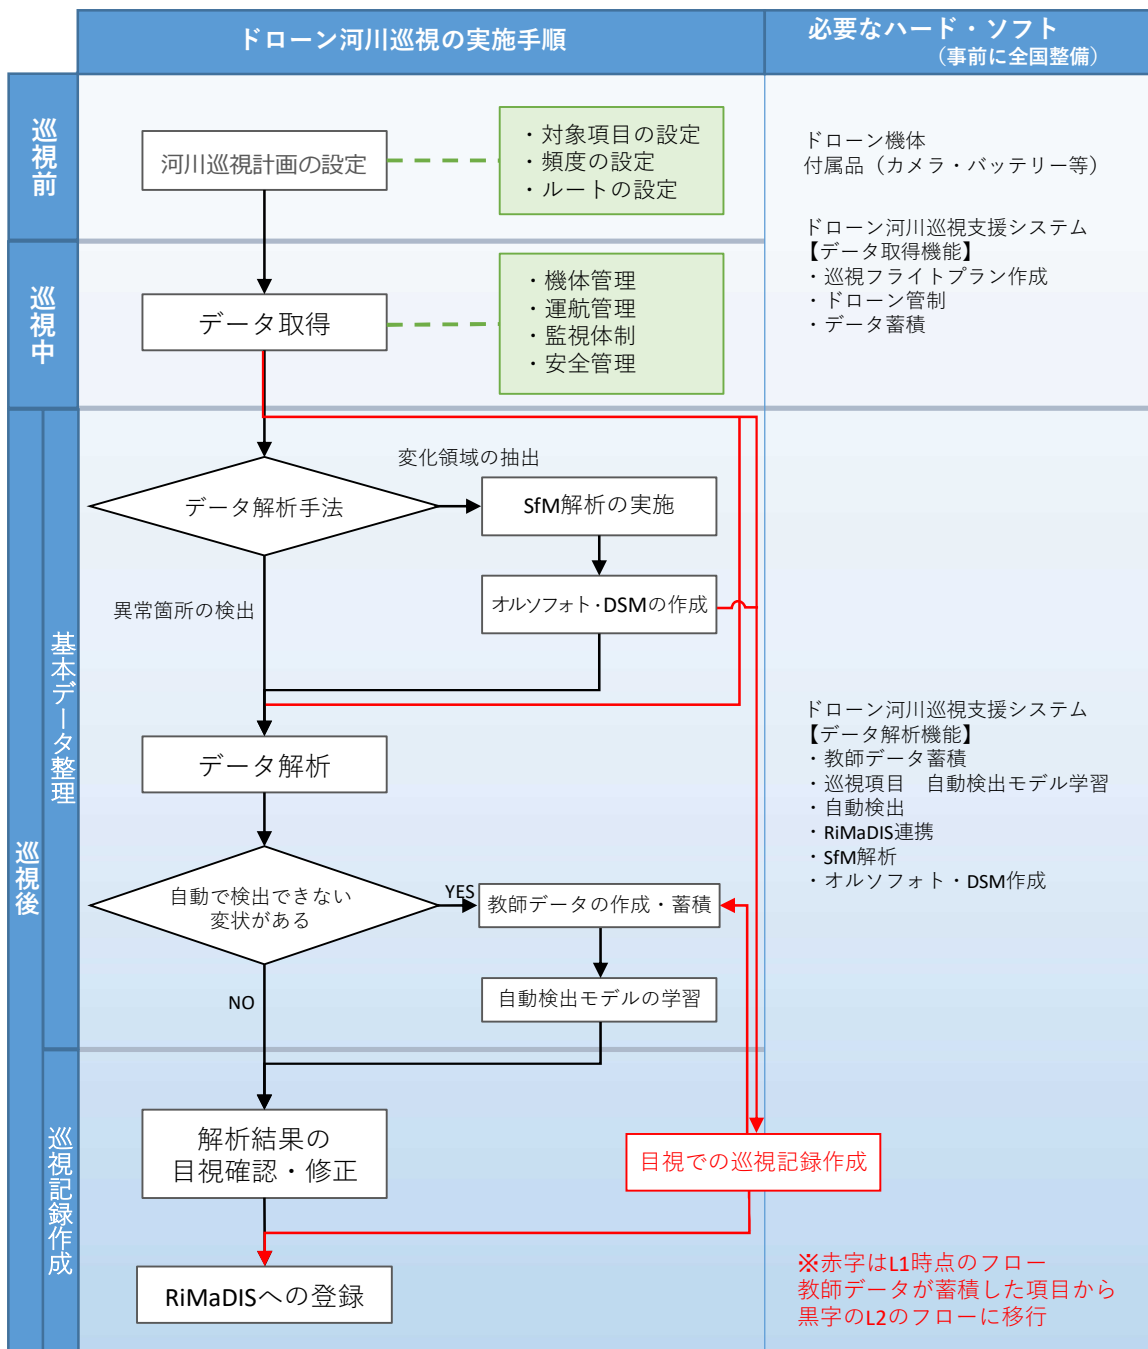 ドローン河川巡視の実施手順
必要なハード・ソフト
（事前に全国整備）
巡視前
河川巡視計画の設定
・対象項目の設定
・頻度の設定
・ルートの設定
ドローン機体
付属品（カメラ・バッテリー等）
ドローン河川巡視支援システム
【データ取得機能】
・巡視フライトプラン作成
・ドローン管制
・データ蓄積
巡視中
データ取得
・機体管理
・運航管理
・監視体制
・安全管理
巡視後
基本データ整理
データ解析手法
変化領域の抽出
SfM解析の実施
オルソフォト・DSMの作成
異常箇所の検出
データ解析
自動で検出できない
変状がある
YES
教師データの作成・蓄積
自動検出モデルの学習
NO
ドローン河川巡視支援システム
【データ解析機能】
・教師データ蓄積
・巡視項目　自動検出モデル学習
・自動検出
・RiMaDIS連携
・SfM解析
・オルソフォト・DSM作成
巡視記録作成
解析結果の
目視確認・修正
目視での巡視記録作成
RiMaDISへの登録
※赤字はL1時点のフロー
教師データが蓄積した項目から
黒字のL2のフローに移行